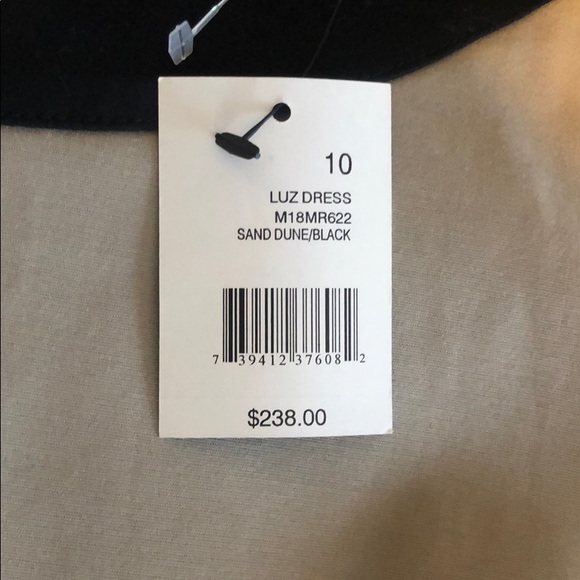 10
LUZ DRESS
M18MR622
SAND DUNE/BLACK
7 39412 37608 2
$238.00